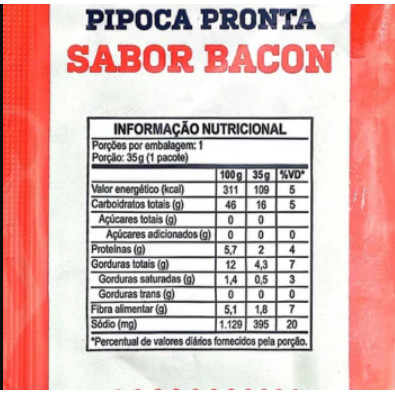 PIPOCA PRONTA
SABOR BACON
INFORMAÇÃO NUTRICIONAL
Porções por embalagem: 1
Porção: 35g (1 pacote)
100g 35g %VD*
Valor energético (kcal) 311 109 5
Carboidratos totais (g) 46 16 5
Açúcares totais (g) 0 0
Açúcares adicionados (g) 0 0 0
Proteínas (g) 5,7 2 4
Gorduras totais (g) 12 4,3 7
Gorduras saturadas (g) 1,4 0,5 3
Gorduras trans (g) 0 0 0
Fibra alimentar (g) 5,1 1,8 7
Sódio (mg) 1.129 395 20
*Percentual de valores diários fornecidos pela porção.